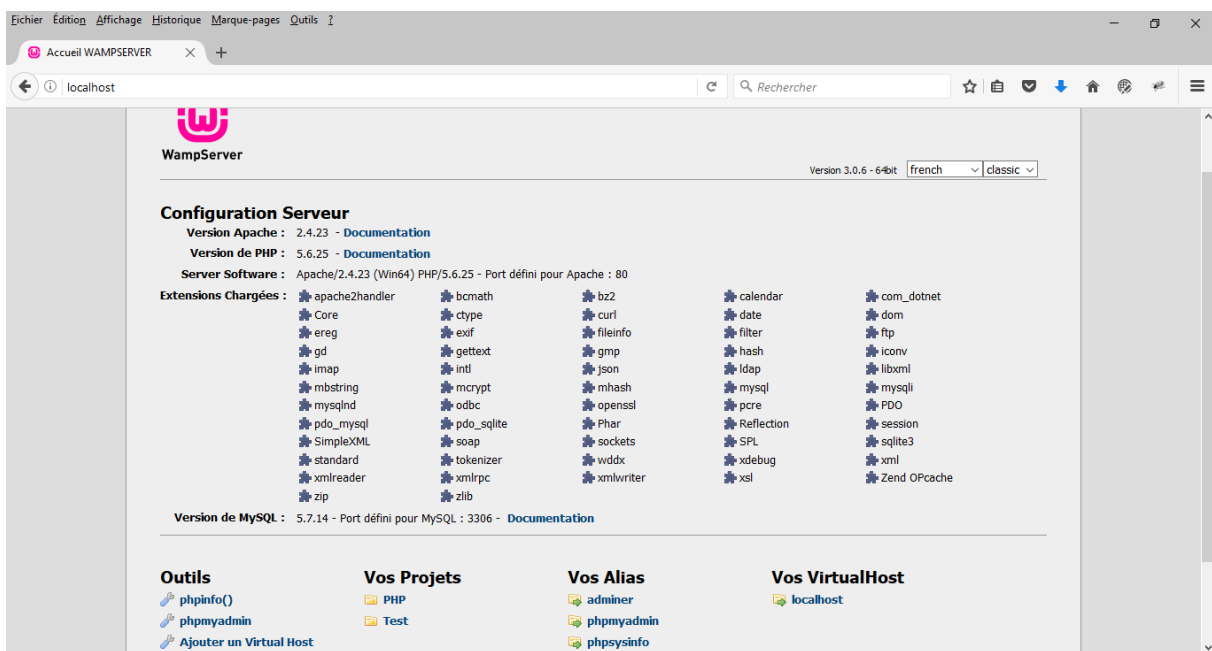 Eichier Édition Affichage Historique Marque-pages Outils ?
Accueil WAMPSERVER
localhost
Rechercher
WampServer
Version 3.0.6 - 64bit french classic
Configuration Serveur
Version Apache : 2.4.23 - Documentation
Version de PHP : 5.6.25 - Documentation
Server Software : Apache/2.4.23 (Win64) PHP/5.6.25 - Port défini pour Apache : 80
Extensions Chargées : apache2handler bcmath bz2 calendar com_dotnet
Core ctype curl date dom
ereg exif fileinfo filter ftp
gd gettext gmp hash iconv
imap intl json ldap libxml
mbstring mcrypt mhash mysql mysqli
mysqlnd odbc openssl pcre PDO
pdo_mysql pdo_sqlite Phar Reflection session
SimpleXML soap sockets SPL sqlite3
standard tokenizer wddx xdebug xml
xmlreader xmlrpc xmlwriter xsl Zend OPcache
zip zlib
Version de MySQL : 5.7.14 - Port défini pour MySQL : 3306 - Documentation
Outils Vos Projets Vos Alias Vos VirtualHost
phpinfo() PHP adminer localhost
phpmyadmin Test phpmyadmin
Ajouter un Virtual Host phpsysinfo